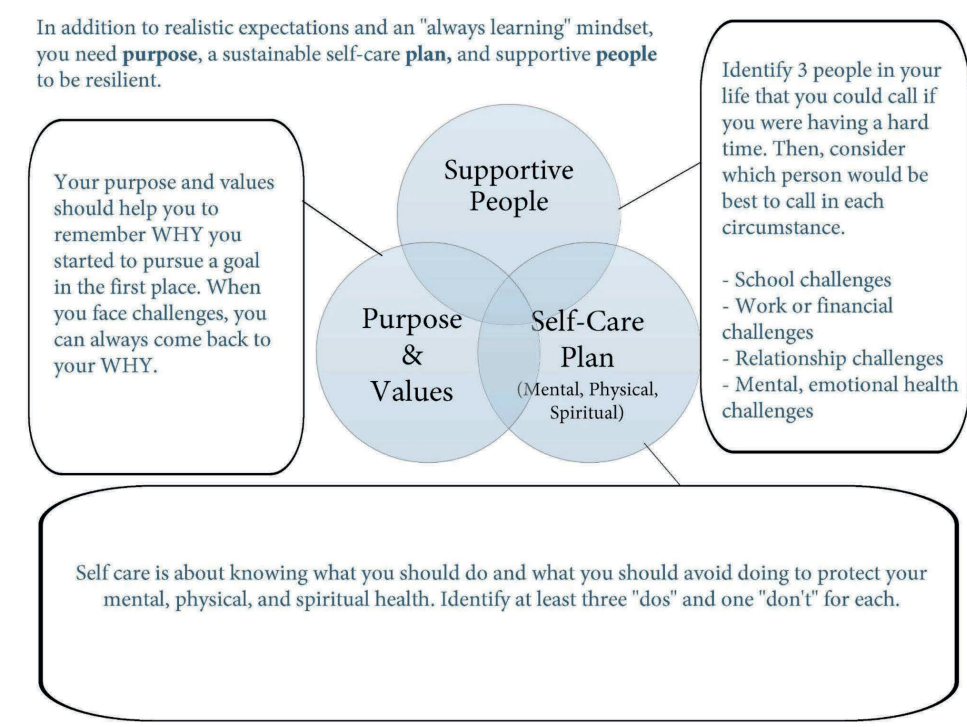 In addition to realistic expectations and an "always learning" mindset,
you need purpose, a sustainable self-care plan, and supportive people
to be resilient.
Your purpose and values
should help you to
remember WHY you
started to pursue a goal
in the first place. When
you face challenges, you
can always come back to
your WHY.
Supportive
People
Purpose
&
Values
Self-Care
Plan
(Mental, Physical,
Spiritual)
Identify 3 people in your
life that you could call if
you were having a hard
time. Then, consider
which person would be
best to call in each
circumstance.
- School challenges
- Work or financial
challenges
- Relationship challenges
- Mental, emotional health
challenges
Self care is about knowing what you should do and what you should avoid doing to protect your
mental, physical, and spiritual health. Identify at least three "dos" and one "don't" for each.